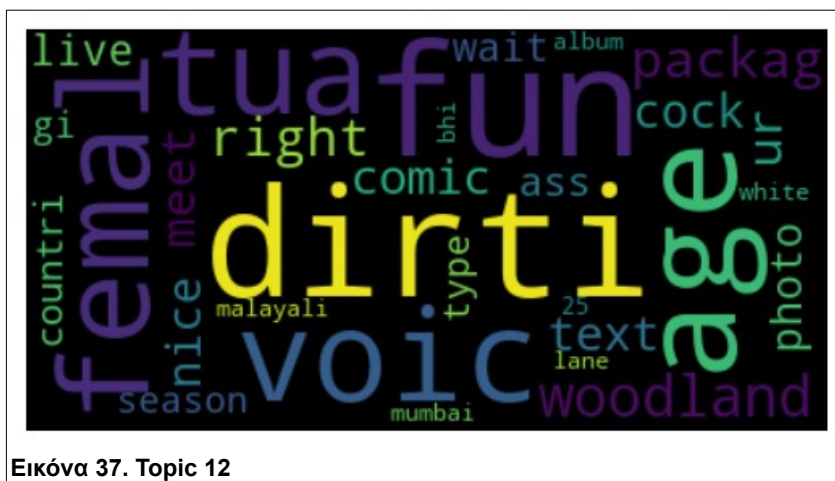 live
tua
fun
wait
album
packag
femal
gi
meet
right
bhi
cock
ur
comic
ass
age
white
countri
dirti
nice
malayali
type
25
text
photo
voic
lane
season
mumbai
woodland
Εικόνα 37. Topic 12